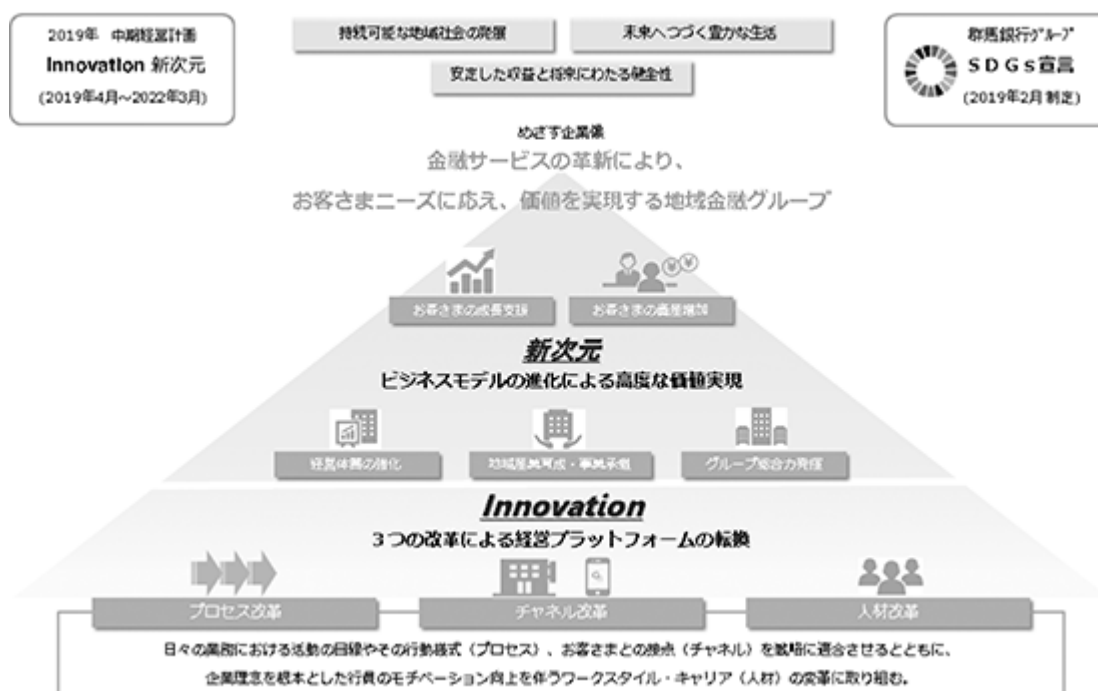 2019年 中期経営計画
Innovation 新次元
(2019年4月～2022年3月)
持続可能な地域社会の発展
未来へつづく豊かな生活
安定した収益と将来にわたる健全性
群馬銀行グループ
SDGs宣言
(2019年2月制定)
めざす企業像
金融サービスの革新により、
お客さまニーズに応え、価値を実現する地域金融グループ
お客さまの成長支援
お客さまの資産増加
新次元
ビジネスモデルの進化による高度な価値実現
経営体質の強化
地域産業育成・事業承継
グループ総合力発揮
Innovation
３つの改革による経営プラットフォームの転換
プロセス改革
チャネル改革
人材改革
日々の業務における活動の目線やその行動様式（プロセス）、お客さまとの接点（チャネル）を戦略に適合させるとともに、
企業理念を根本とした行員のモチベーション向上を伴うワークスタイル・キャリア（人材）の変革に取り組む。